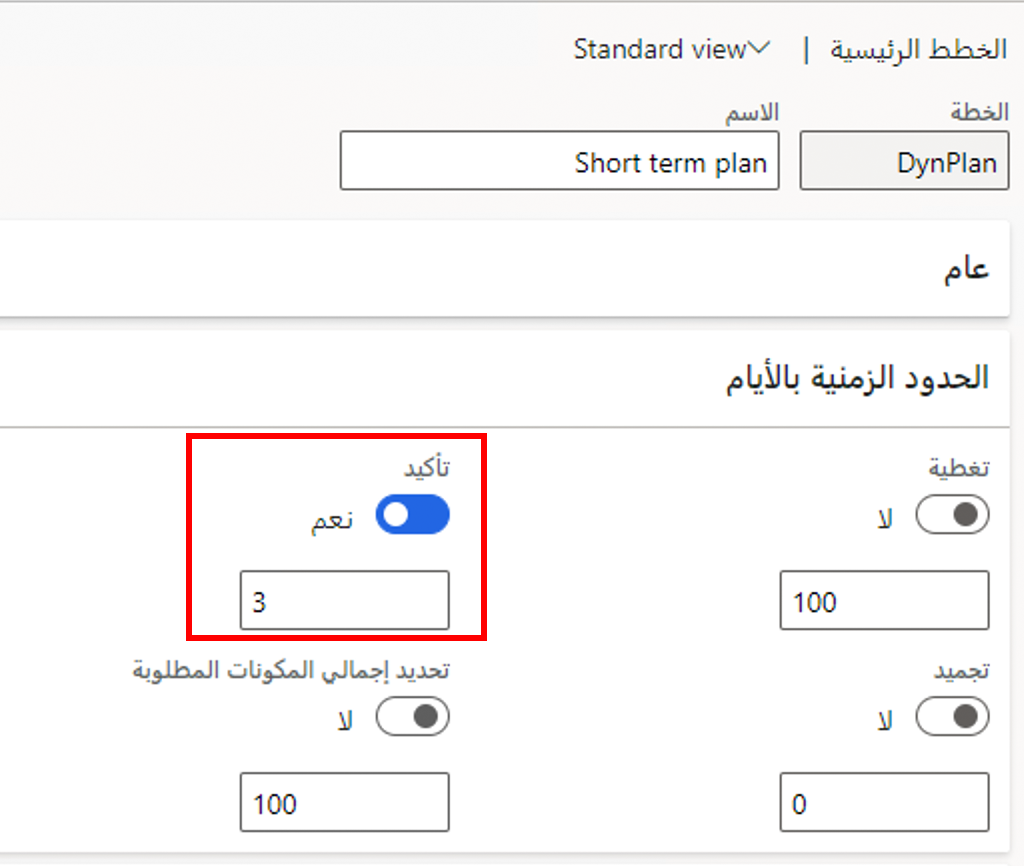 الخطط الرئيسية | Standard view
الخطة
الاسم
DynPlan
Short term plan
عام
الحدود الزمنية بالأيام
تغطية
تأكيد
لا
نعم
100
3
تجميد
تحديد إجمالي المكونات المطلوبة
لا
لا
0
100